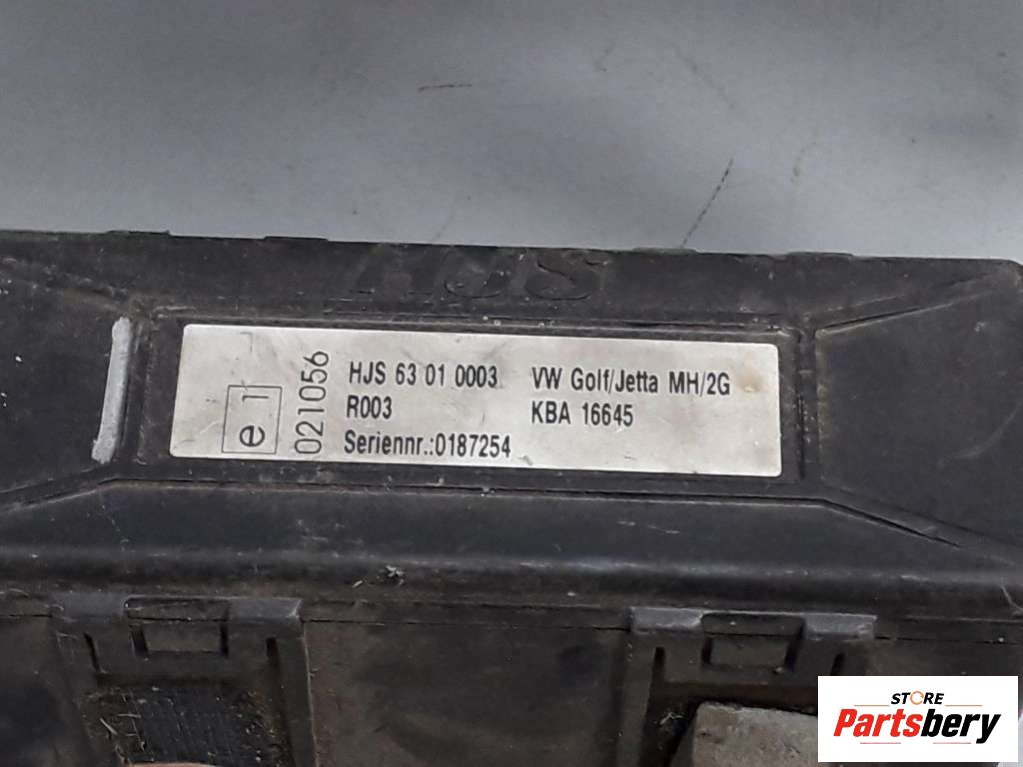 HJS
e 1
021056
HJS 63 01 0003 VW Golf/Jetta MH/2G
R003 KBA 16645
Seriennr.:0187254
STORE
Partsbery